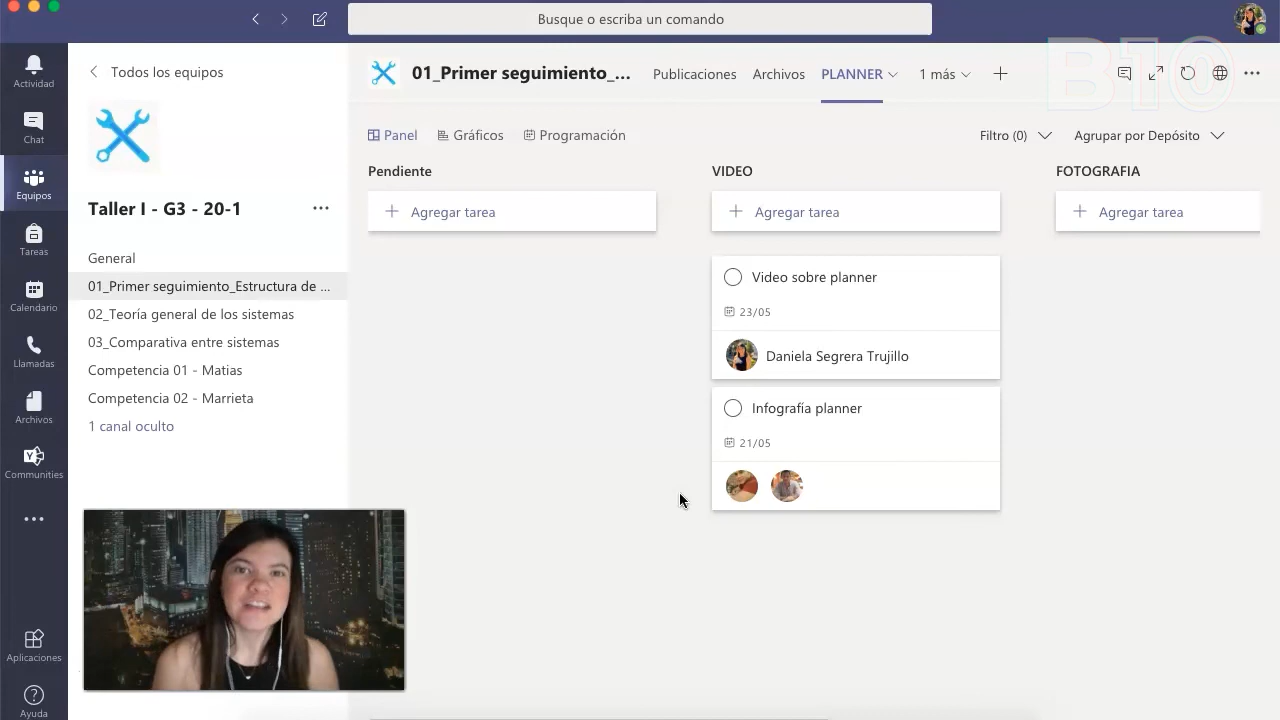 Busque o escriba un comando
Actividad
Chat
Equipos
Tareas
Calendario
Llamadas
Archivos
Communities
Aplicaciones
Ayuda
Todos los equipos
Taller I - G3 - 20-1
General
01_Primer seguimiento_Estructura de ...
02_Teoría general de los sistemas
03_Comparativa entre sistemas
Competencia 01 - Matias
Competencia 02 - Marrieta
1 canal oculto
01_Primer seguimiento_... Publicaciones Archivos PLANNER 1 más
B10
Panel Gráficos Programación Filtro (0) Agrupar por Depósito
Pendiente
Agregar tarea
VIDEO
Agregar tarea
Video sobre planner
23/05
Daniela Segrera Trujillo
Infografía planner
21/05
FOTOGRAFIA
Agregar tarea